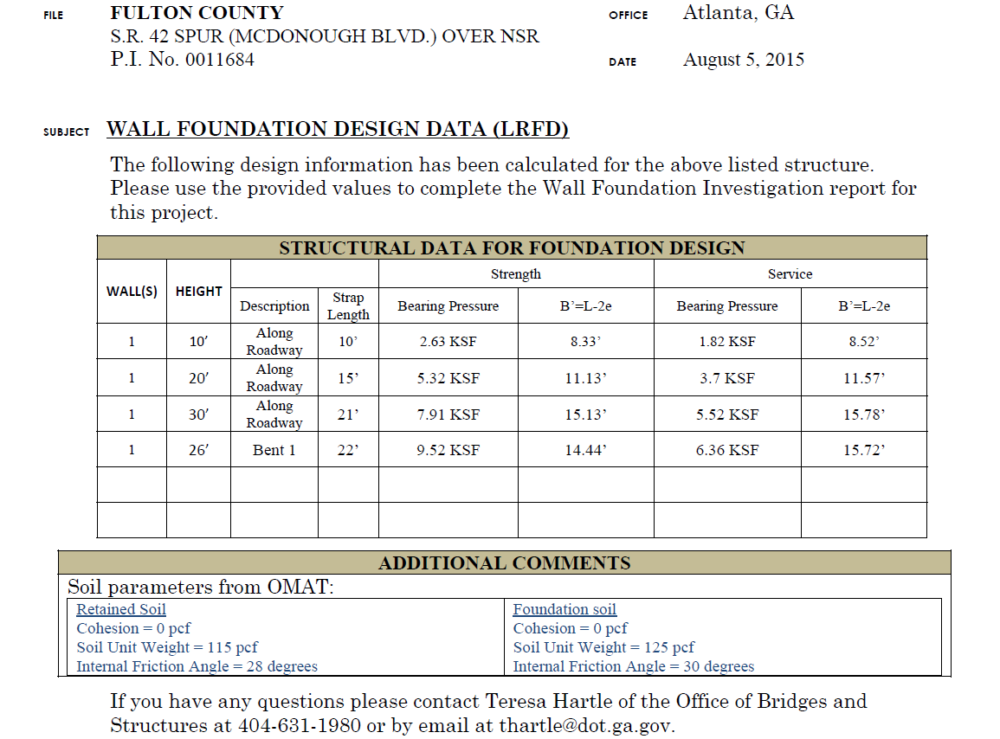 FILE FULTON COUNTY OFFICE Atlanta, GA
S.R. 42 SPUR (MCDONOUGH BLVD.) OVER NSR
P.I. No. 0011684 DATE August 5, 2015
SUBJECT WALL FOUNDATION DESIGN DATA (LRFD)
The following design information has been calculated for the above listed structure.
Please use the provided values to complete the Wall Foundation Investigation report for
this project.
STRUCTURAL DATA FOR FOUNDATION DESIGN
WALL(S) HEIGHT Strength Service
Description Strap Length Bearing Pressure B’=L-2e Bearing Pressure B’=L-2e
1 10′ Along Roadway 10’ 2.63 KSF 8.33’ 1.82 KSF 8.52’
1 20′ Along Roadway 15’ 5.32 KSF 11.13’ 3.7 KSF 11.57’
1 30′ Along Roadway 21’ 7.91 KSF 15.13’ 5.52 KSF 15.78’
1 26′ Bent 1 22’ 9.52 KSF 14.44’ 6.36 KSF 15.72’
ADDITIONAL COMMENTS
Soil parameters from OMAT:
Retained Soil
Cohesion = 0 pcf
Soil Unit Weight = 115 pcf
Internal Friction Angle = 28 degrees
Foundation soil
Cohesion = 0 pcf
Soil Unit Weight = 125 pcf
Internal Friction Angle = 30 degrees
If you have any questions please contact Teresa Hartle of the Office of Bridges and
Structures at 404-631-1980 or by email at thartle@dot.ga.gov.